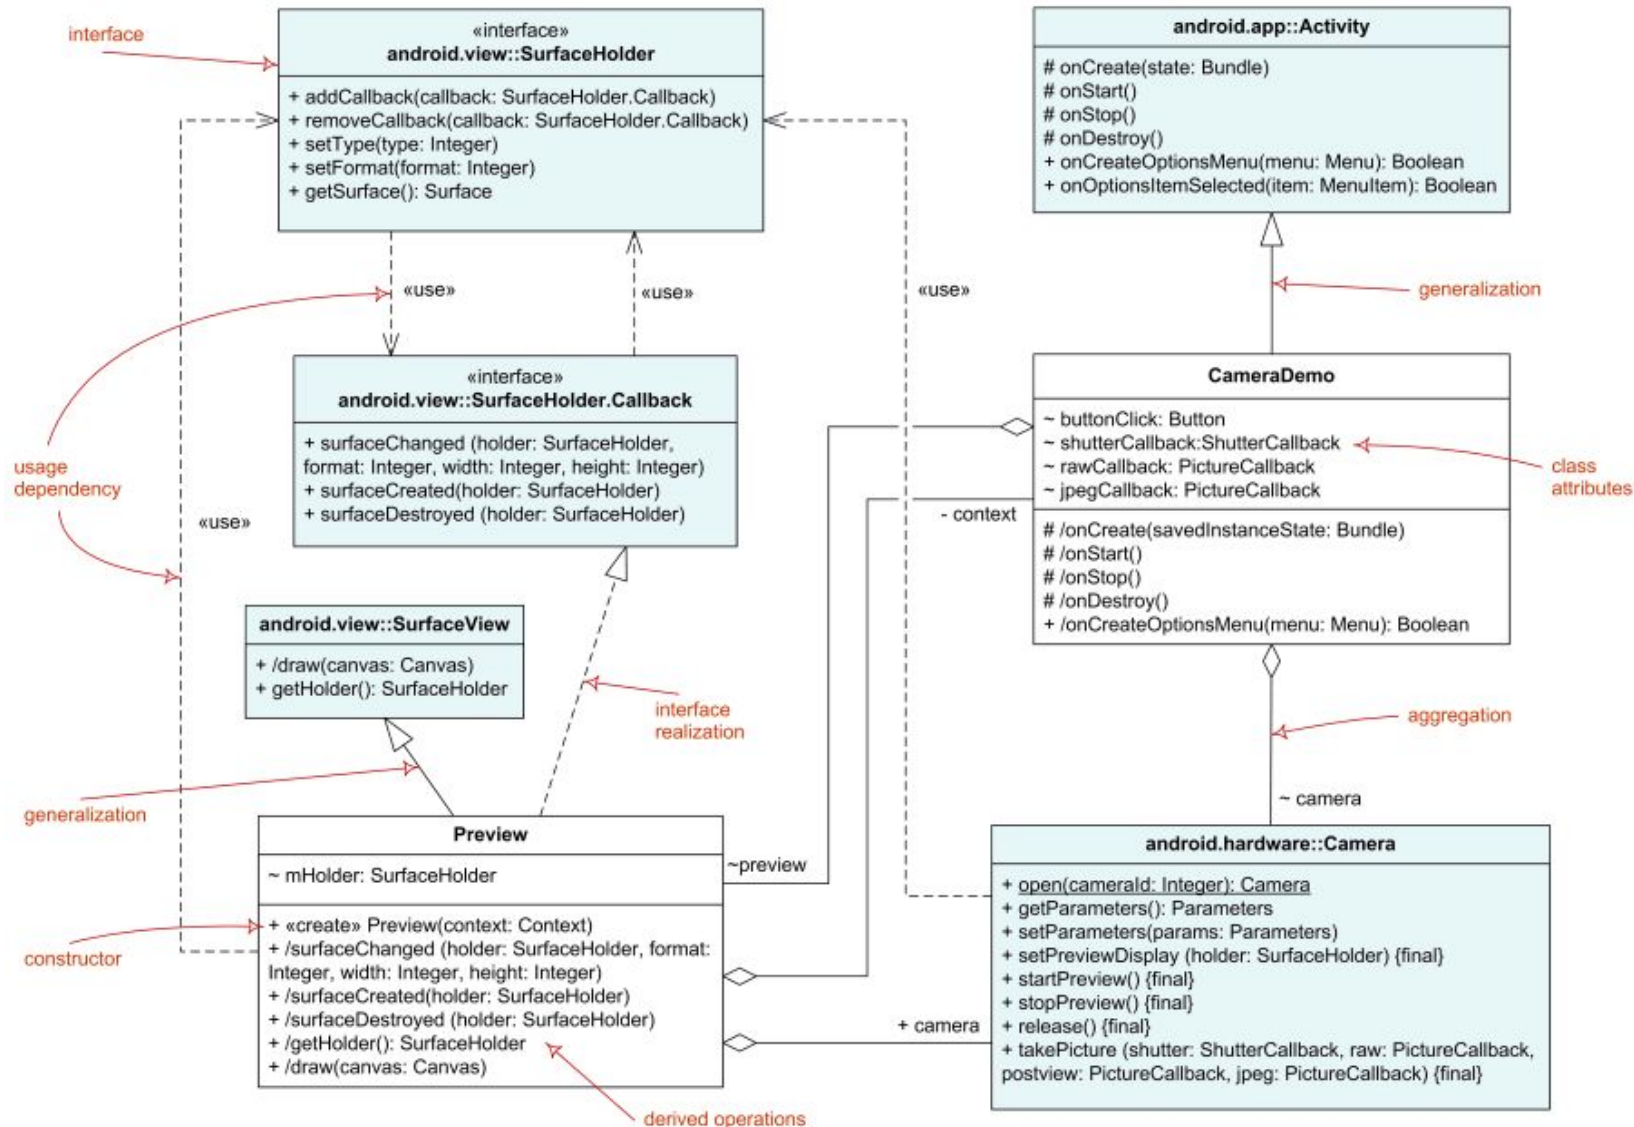 interface
«interface»
android.view::SurfaceHolder
+ addCallback(callback: SurfaceHolder.Callback)
+ removeCallback(callback: SurfaceHolder.Callback)
+ setType(type: Integer)
+ setFormat(format: Integer)
+ getSurface(): Surface
android.app::Activity
# onCreate(state: Bundle)
# onStart()
# onStop()
# onDestroy()
+ onCreateOptionsMenu(menu: Menu): Boolean
+ onOptionsItemSelected(item: MenuItem): Boolean
«use»
«use»
«use»
generalization
«interface»
android.view::SurfaceHolder.Callback
+ surfaceChanged (holder: SurfaceHolder,
format: Integer, width: Integer, height: Integer)
+ surfaceCreated(holder: SurfaceHolder)
+ surfaceDestroyed (holder: SurfaceHolder)
CameraDemo
~ buttonClick: Button
~ shutterCallback:ShutterCallback
~ rawCallback: PictureCallback
~ jpegCallback: PictureCallback
# /onCreate(savedInstanceState: Bundle)
# /onStart()
# /onStop()
# /onDestroy()
+ /onCreateOptionsMenu(menu: Menu): Boolean
class
attributes
usage
dependency
«use»
- context
android.view::SurfaceView
+ /draw(canvas: Canvas)
+ getHolder(): SurfaceHolder
interface
realization
aggregation
generalization
~ camera
Preview
~ mHolder: SurfaceHolder
+ «create» Preview(context: Context)
+ /surfaceChanged (holder: SurfaceHolder, format:
Integer, width: Integer, height: Integer)
+ /surfaceCreated(holder: SurfaceHolder)
+ /surfaceDestroyed (holder: SurfaceHolder)
+ /getHolder(): SurfaceHolder
+ /draw(canvas: Canvas)
~preview
constructor
+ camera
android.hardware::Camera
+ open(cameraId: Integer): Camera
+ getParameters(): Parameters
+ setParameters(params: Parameters)
+ setPreviewDisplay (holder: SurfaceHolder) {final}
+ startPreview() {final}
+ stopPreview() {final}
+ release() {final}
+ takePicture (shutter: ShutterCallback, raw: PictureCallback,
postview: PictureCallback, jpeg: PictureCallback) {final}
derived operations